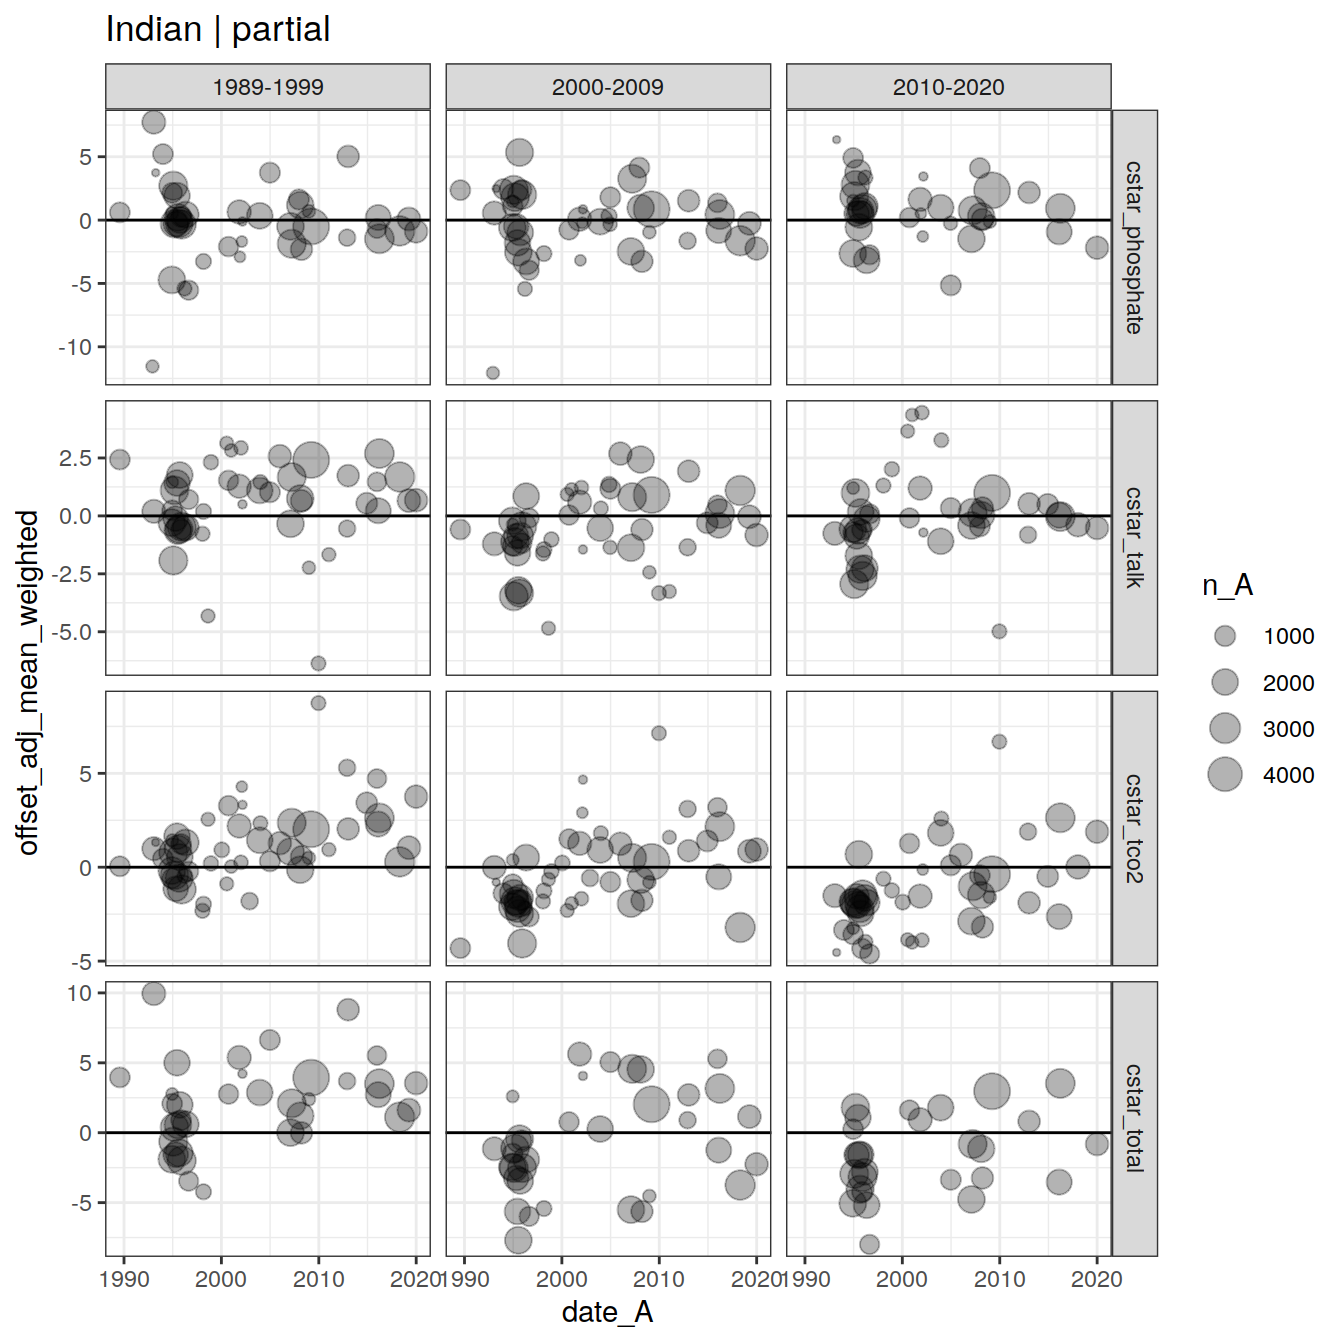 Indian | partial
1989-1999
2000-2009
2010-2020
5
0
-5
-10
cstar_phosphate
2.5
0.0
-2.5
-5.0
cstar_talk
5
0
-5
cstar_tco2
10
5
0
-5
cstar_total
1990 2000 2010 2020
1990 2000 2010 2020
1990 2000 2010 2020
date_A
offset_adj_mean_weighted
n_A
1000
2000
3000
4000